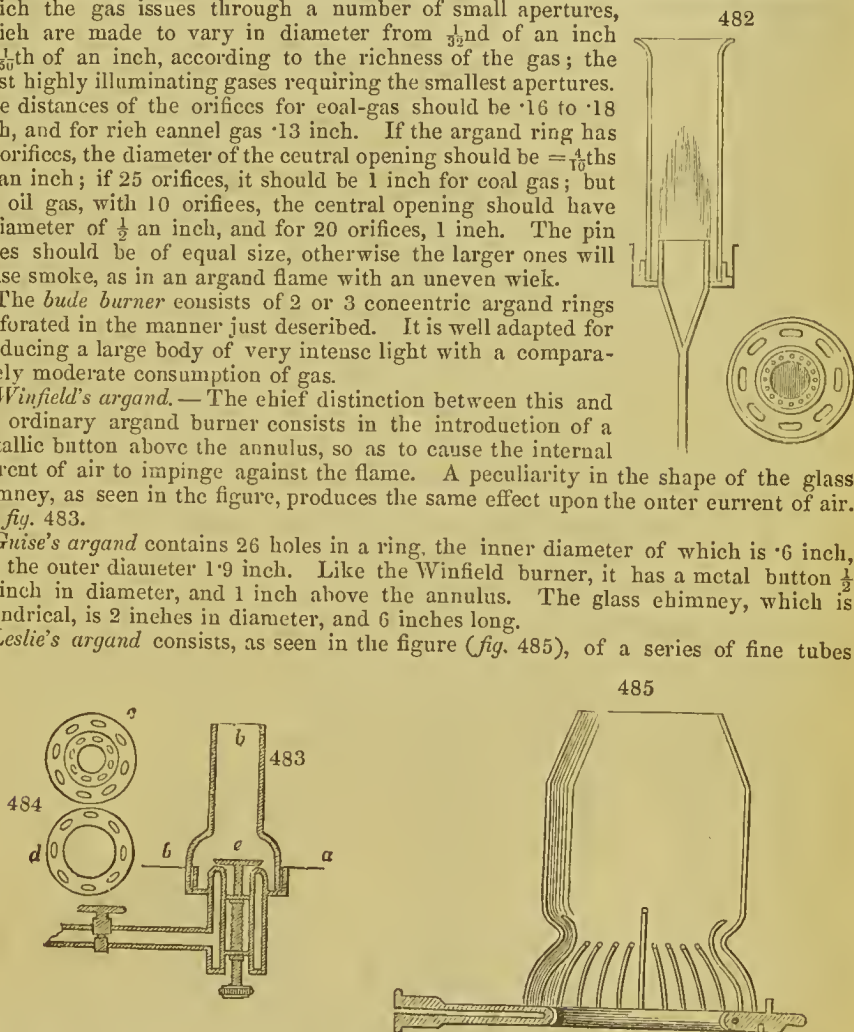 ich the gas issues through a number of small apertures,
ich are made to vary in diameter from 1/32nd of an inch
th of an inch, according to the richness of the gas; the
st highly illuminating gases requiring the smallest apertures.
e distances of the orifices for coal-gas should be ·16 to ·18
h, and for rich cannel gas ·13 inch. If the argand ring has
orifices, the diameter of the central opening should be = 4/10ths
an inch; if 25 orifices, it should be 1 inch for coal gas; but
oil gas, with 10 orifices, the central opening should have
iameter of ½ an inch, and for 20 orifices, 1 inch. The pin
es should be of equal size, otherwise the larger ones will
se smoke, as in an argand flame with an uneven wick.
The bude burner consists of 2 or 3 concentric argand rings
forated in the manner just described. It is well adapted for
ducing a large body of very intense light with a compara-
ely moderate consumption of gas.
Winfield's argand.—The chief distinction between this and
ordinary argand burner consists in the introduction of a
tallic button above the annulus, so as to cause the internal
rent of air to impinge against the flame. A peculiarity in the shape of the glass
mney, as seen in the figure, produces the same effect upon the outer current of air.
fig. 483.
Guise's argand contains 26 holes in a ring, the inner diameter of which is ·6 inch,
the outer diameter 1·9 inch. Like the Winfield burner, it has a metal button ½
inch in diameter, and 1 inch above the annulus. The glass chimney, which is
indrical, is 2 inches in diameter, and 6 inches long.
Leslie's argand consists, as seen in the figure (fig. 485), of a series of fine tubes
482
485
483
484
b
d
b
e
a